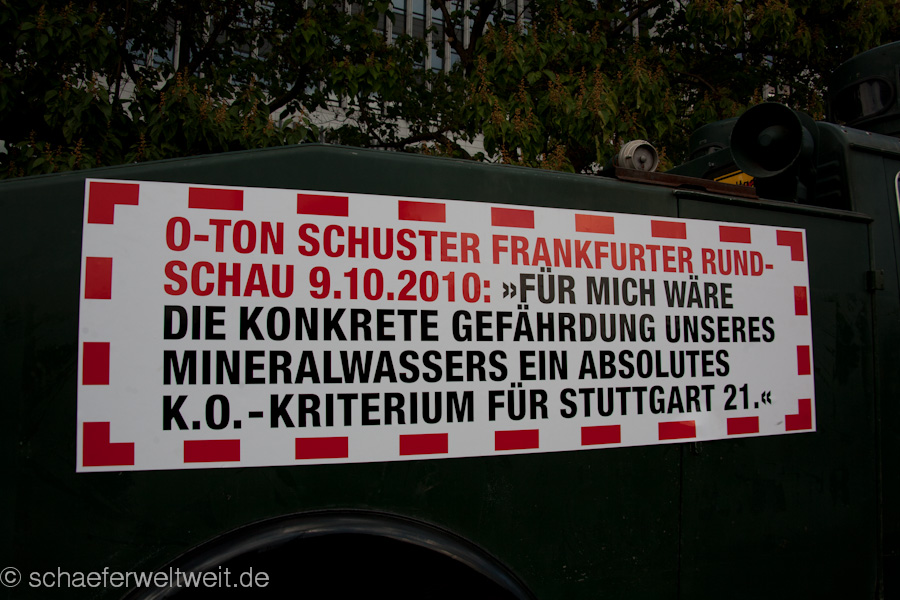 O-TON SCHUSTER FRANKFURTER RUND-
SCHAU 9.10.2010: »FÜR MICH WÄRE
DIE KONKRETE GEFÄHRDUNG UNSERES
MINERALWASSERS EIN ABSOLUTES
K.O.-KRITERIUM FÜR STUTTGART 21.«
© schaeferweltweit.de